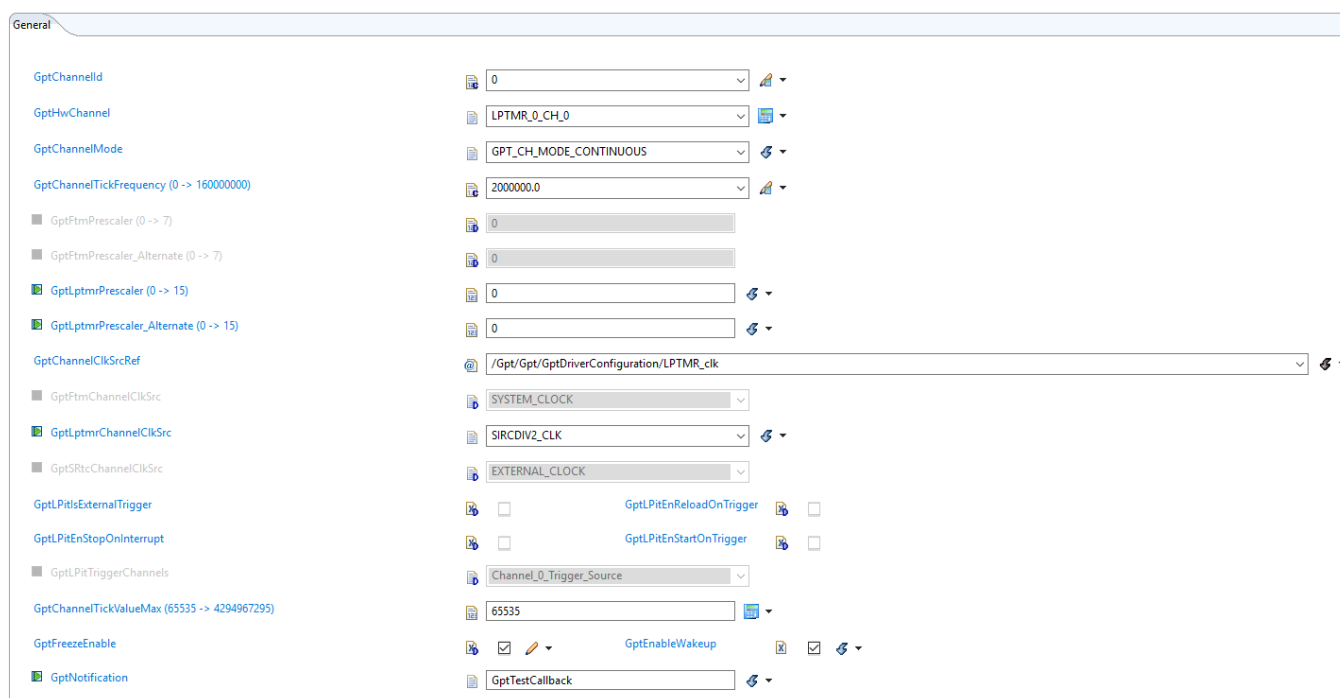 General
GptChannelId 0
GptHwChannel LPTMR_0_CH_0
GptChannelMode GPT_CH_MODE_CONTINUOUS
GptChannelTickFrequency (0 -> 160000000) 2000000.0
GptFtmPrescaler (0 -> 7) 0
GptFtmPrescaler_Alternate (0 -> 7) 0
GptLptmrPrescaler (0 -> 15) 0
GptLptmrPrescaler_Alternate (0 -> 15) 0
GptChannelClkSrcRef /Gpt/Gpt/GptDriverConfiguration/LPTMR_clk
GptFtmChannelClkSrc SYSTEM_CLOCK
GptLptmrChannelClkSrc SIRCDIV2_CLK
GptSRtcChannelClkSrc EXTERNAL_CLOCK
GptLPitIsExternalTrigger GptLPitEnReloadOnTrigger
GptLPitEnStopOnInterrupt GptLPitEnStartOnTrigger
GptLPitTriggerChannels Channel_0_Trigger_Source
GptChannelTickValueMax (65535 -> 4294967295) 65535
GptFreezeEnable GptEnableWakeup
GptNotification GptTestCallback